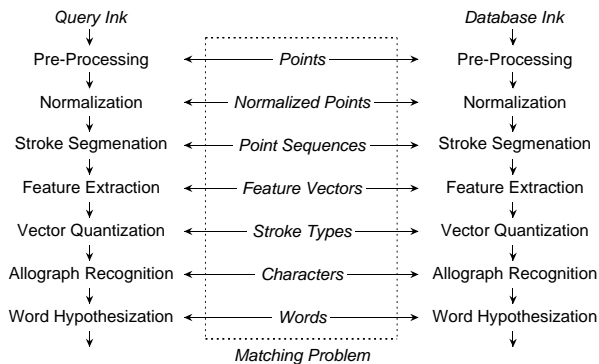 Query Ink Database Ink
Pre-Processing Points Pre-Processing
Normalization Normalized Points Normalization
Stroke Segmenation Point Sequences Stroke Segmenation
Feature Extraction Feature Vectors Feature Extraction
Vector Quantization Stroke Types Vector Quantization
Allograph Recognition Characters Allograph Recognition
Word Hypothesization Words Word Hypothesization
Matching Problem